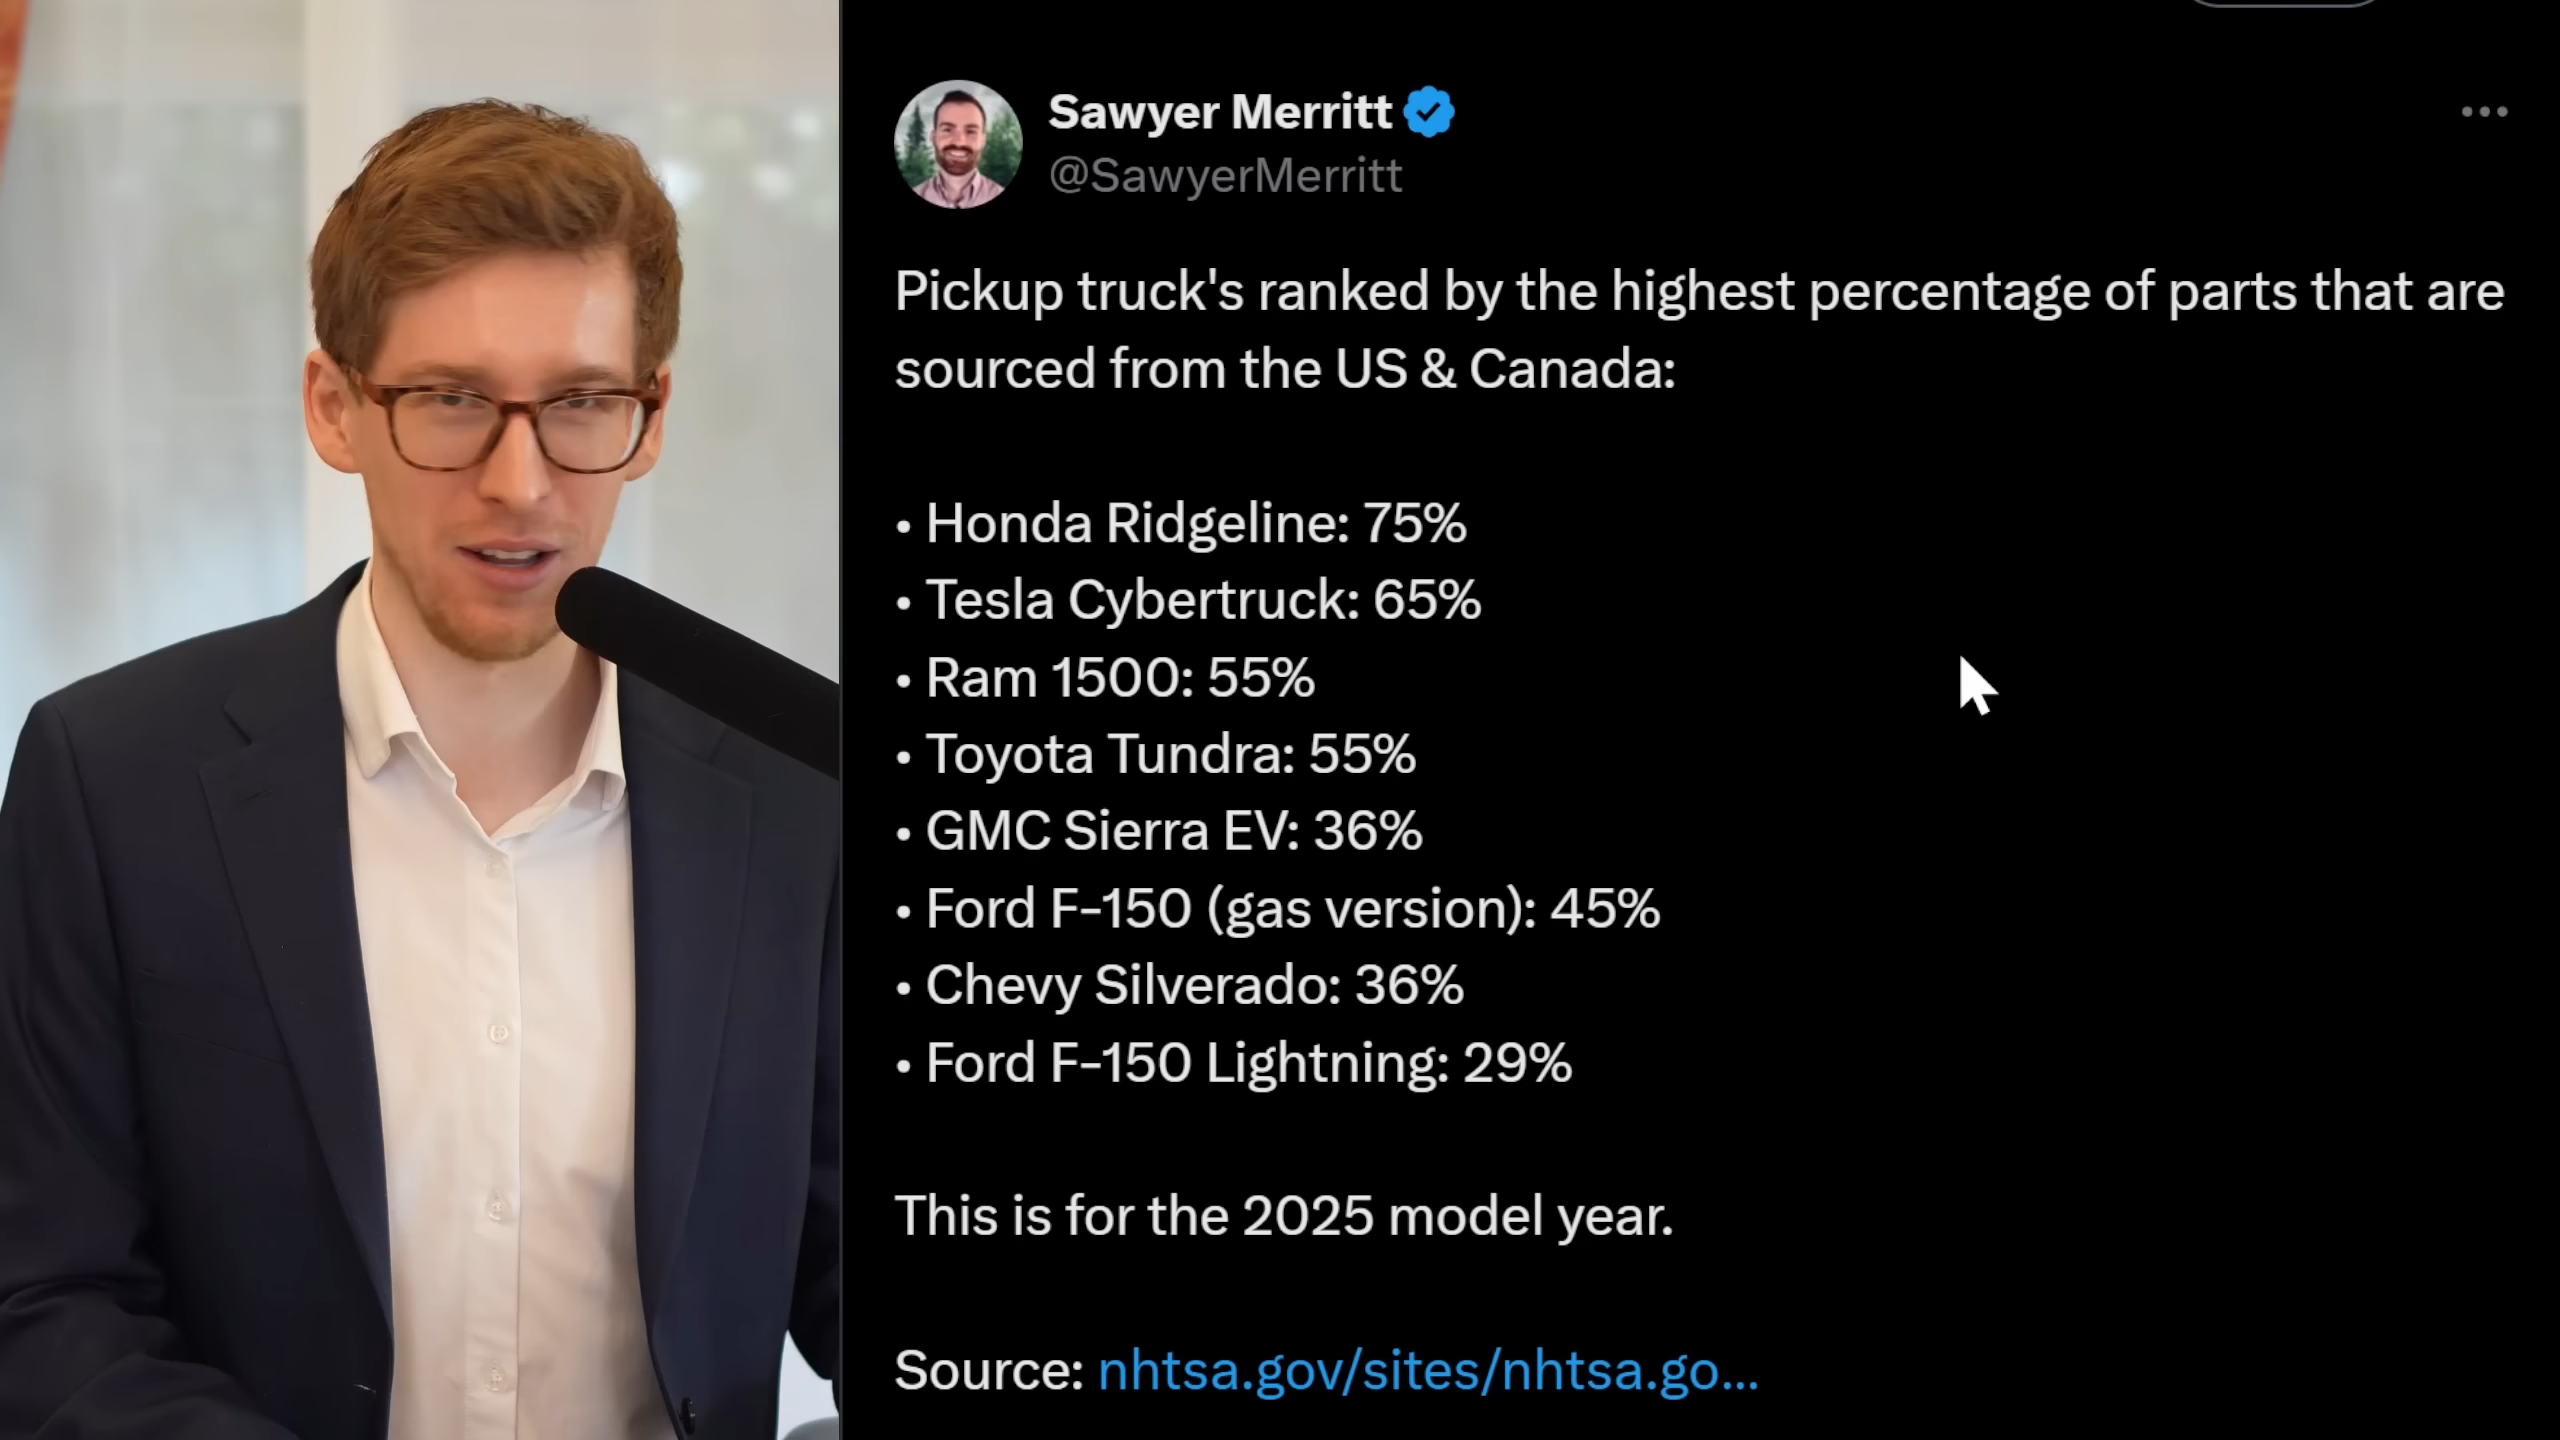 Sawyer Merritt
@SawyerMerritt
Pickup truck's ranked by the highest percentage of parts that are
sourced from the US & Canada:
• Honda Ridgeline: 75%
• Tesla Cybertruck: 65%
• Ram 1500: 55%
• Toyota Tundra: 55%
• GMC Sierra EV: 36%
• Ford F-150 (gas version): 45%
• Chevy Silverado: 36%
• Ford F-150 Lightning: 29%
This is for the 2025 model year.
Source: nhtsa.gov/sites/nhtsa.go...